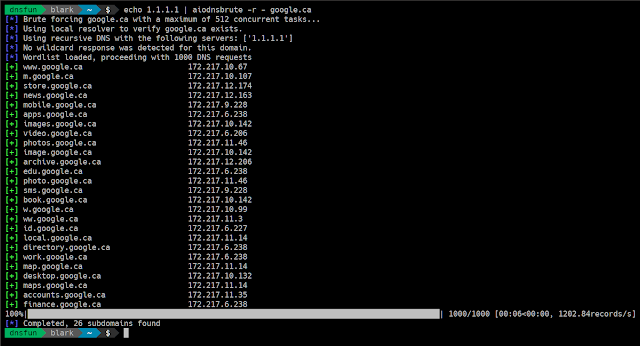 dnsfun blark ~ $ echo 1.1.1.1 | aiodnsbrute -r - google.ca
[*] Brute forcing google.ca with a maximum of 512 concurrent tasks...
[*] Using local resolver to verify google.ca exists.
[*] Using recursive DNS with the following servers: ['1.1.1.1']
[*] No wildcard response was detected for this domain.
[*] Wordlist loaded, proceeding with 1000 DNS requests
[+] www.google.ca 172.217.10.67
[+] m.google.ca 172.217.10.107
[+] store.google.ca 172.217.12.174
[+] news.google.ca 172.217.12.163
[+] mobile.google.ca 172.217.9.228
[+] apps.google.ca 172.217.6.238
[+] images.google.ca 172.217.10.142
[+] video.google.ca 172.217.6.206
[+] photos.google.ca 172.217.11.46
[+] image.google.ca 172.217.10.142
[+] archive.google.ca 172.217.12.206
[+] edu.google.ca 172.217.6.238
[+] photo.google.ca 172.217.11.46
[+] sms.google.ca 172.217.9.228
[+] book.google.ca 172.217.10.142
[+] w.google.ca 172.217.10.99
[+] ww.google.ca 172.217.11.3
[+] id.google.ca 172.217.6.227
[+] local.google.ca 172.217.11.14
[+] directory.google.ca 172.217.6.238
[+] work.google.ca 172.217.6.238
[+] map.google.ca 172.217.11.14
[+] desktop.google.ca 172.217.10.132
[+] maps.google.ca 172.217.11.14
[+] accounts.google.ca 172.217.11.35
[+] finance.google.ca 172.217.6.238
100%| | 1000/1000 [00:06<00:00, 1202.84records/s]
[*] Completed, 26 subdomains found
dnsfun blark ~ $